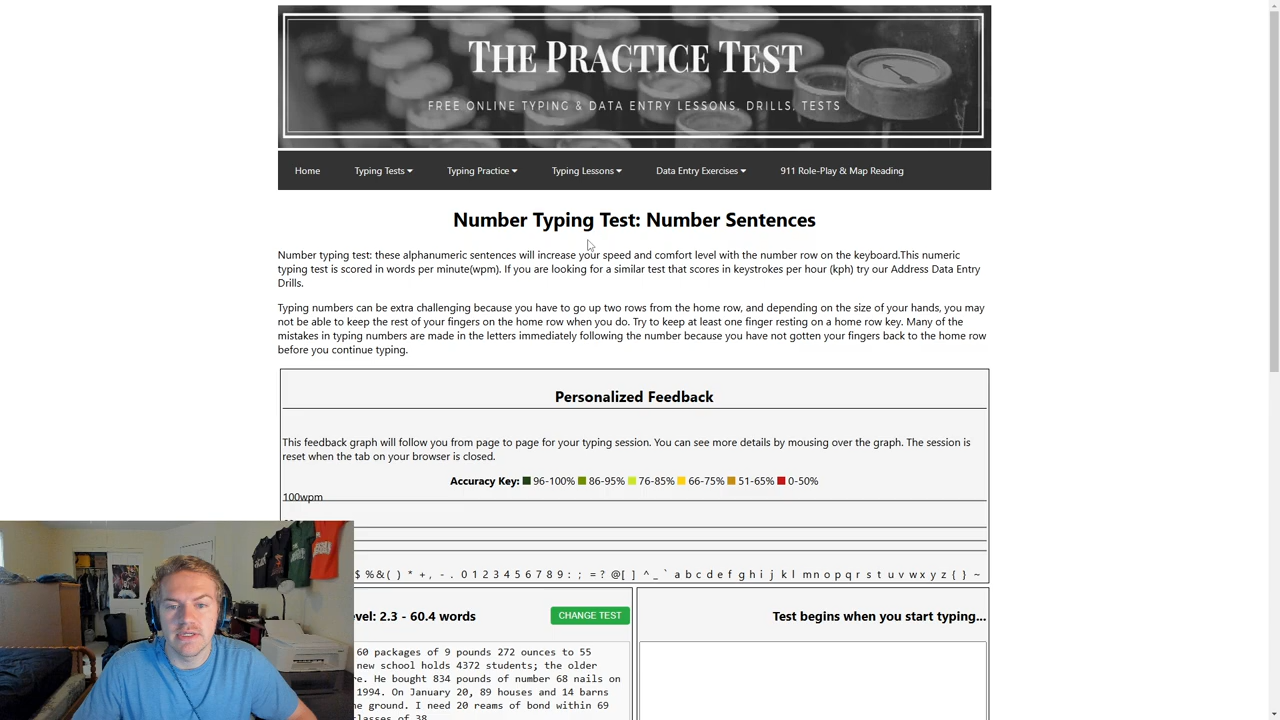 THE PRACTICE TEST
FREE ONLINE TYPING & DATA ENTRY LESSONS, DRILLS, TESTS
Home Typing Tests Typing Practice Typing Lessons Data Entry Exercises 911 Role-Play & Map Reading
Number Typing Test: Number Sentences
Number typing test: these alphanumeric sentences will increase your speed and comfort level with the number row on the keyboard.This numeric
typing test is scored in words per minute(wpm). If you are looking for a similar test that scores in keystrokes per hour (kph) try our Address Data Entry
Drills.
Typing numbers can be extra challenging because you have to go up two rows from the home row, and depending on the size of your hands, you may
not be able to keep the rest of your fingers on the home row when you do. Try to keep at least one finger resting on a home row key. Many of the
mistakes in typing numbers are made in the letters immediately following the number because you have not gotten your fingers back to the home row
before you continue typing.
Personalized Feedback
This feedback graph will follow you from page to page for your typing session. You can see more details by mousing over the graph. The session is
reset when the tab on your browser is closed.
Accuracy Key: 96-100% 86-95% 76-85% 66-75% 51-65% 0-50%
100wpm
$ % & ( ) * + , - . 0 1 2 3 4 5 6 7 8 9 : ; = ? @ [ ] ^ _ ` a b c d e f g h i j k l m n o p q r s t u v w x y z { } ~
evel: 2.3 - 60.4 words
CHANGE TEST
Test begins when you start typing...
60 packages of 9 pounds 272 ounces to 55
new school holds 4372 students; the older
e. He bought 834 pounds of number 68 nails on
1994. On January 20, 89 houses and 14 barns
he ground. I need 20 reams of bond within 69
lasses of 38